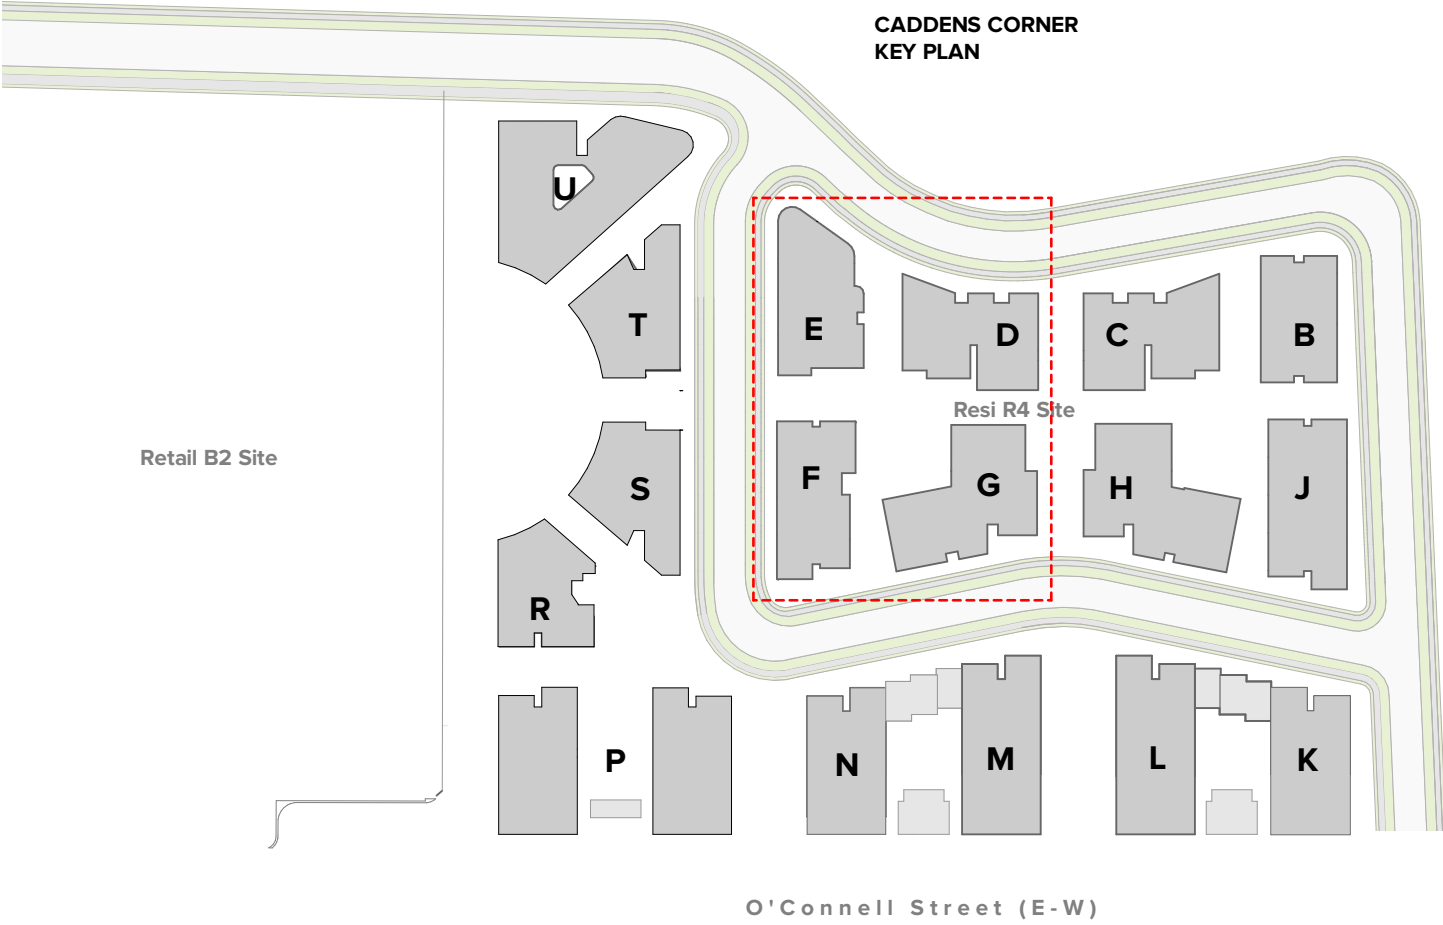 CADDENS CORNER
KEY PLAN
U
T
E
D
C
B
Resi R4 Site
Retail B2 Site
S
F
G
H
J
R
P
N
M
L
K
O'Connell Street (E-W)